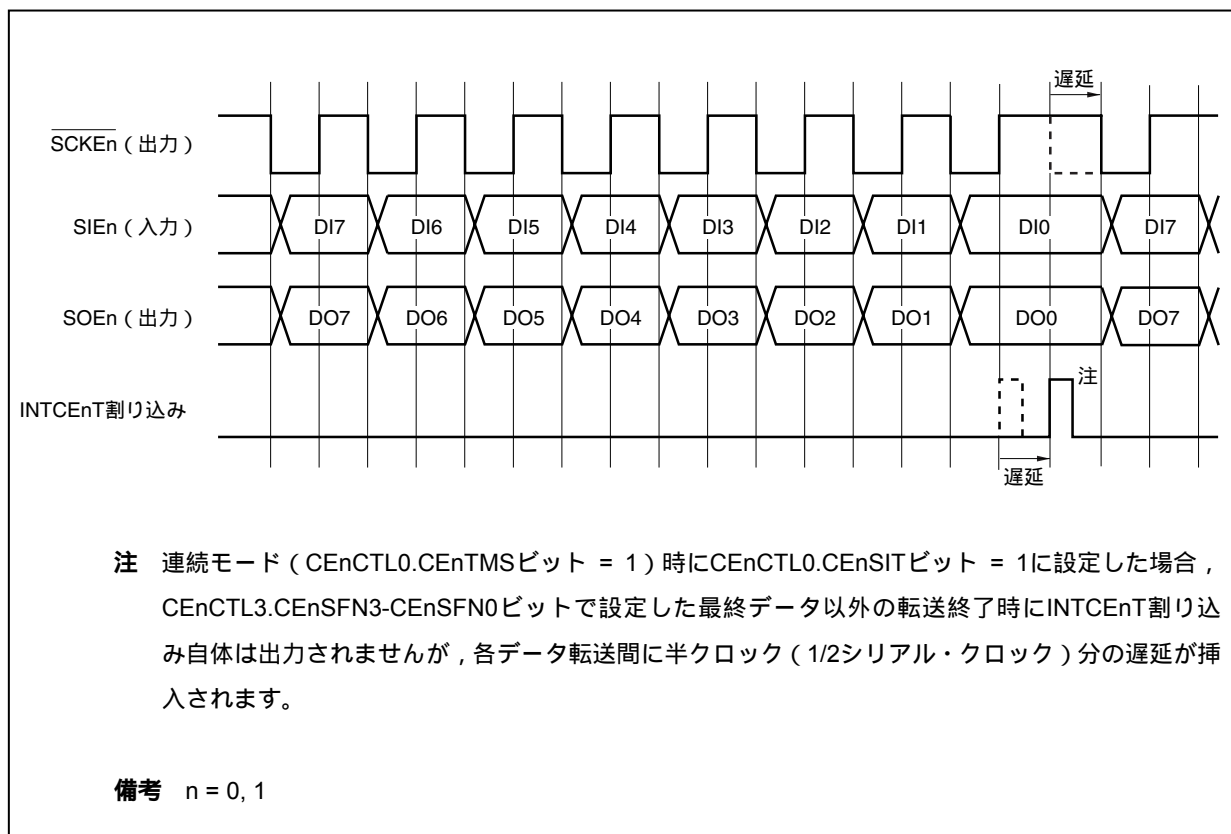 遅延
SCKEn（出力）
SIEn（入力） DI7 DI6 DI5 DI4 DI3 DI2 DI1 DI0 DI7
SOEn（出力） DO7 DO6 DO5 DO4 DO3 DO2 DO1 DO0 DO7
注
INTCEnT割り込み
遅延
注 連続モード（CEnCTL0.CEnTMSビット = 1）時にCEnCTL0.CEnSITビット = 1に設定した場合，
CEnCTL3.CEnSFN3-CEnSFN0ビットで設定した最終データ以外の転送終了時にINTCEnT割り込
み自体は出力されませんが，各データ転送間に半クロック（1/2シリアル・クロック）分の遅延が挿
入されます。
備考 n = 0, 1